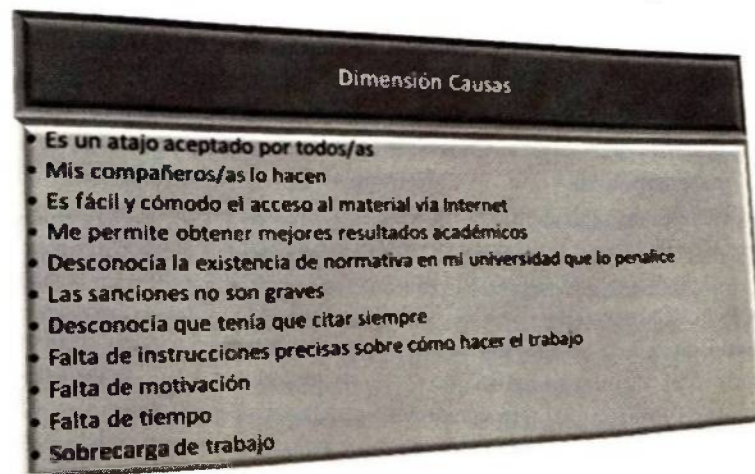 Dimensión Causas
• Es un atajo aceptado por todos/as
• Mis compañeros/as lo hacen
• Es fácil y cómodo el acceso al material vía Internet
• Me permite obtener mejores resultados académicos
• Desconocía la existencia de normativa en mi universidad que lo penalice
• Las sanciones no son graves
• Desconocía que tenía que citar siempre
• Falta de instrucciones precisas sobre cómo hacer el trabajo
• Falta de motivación
• Falta de tiempo
• Sobrecarga de trabajo